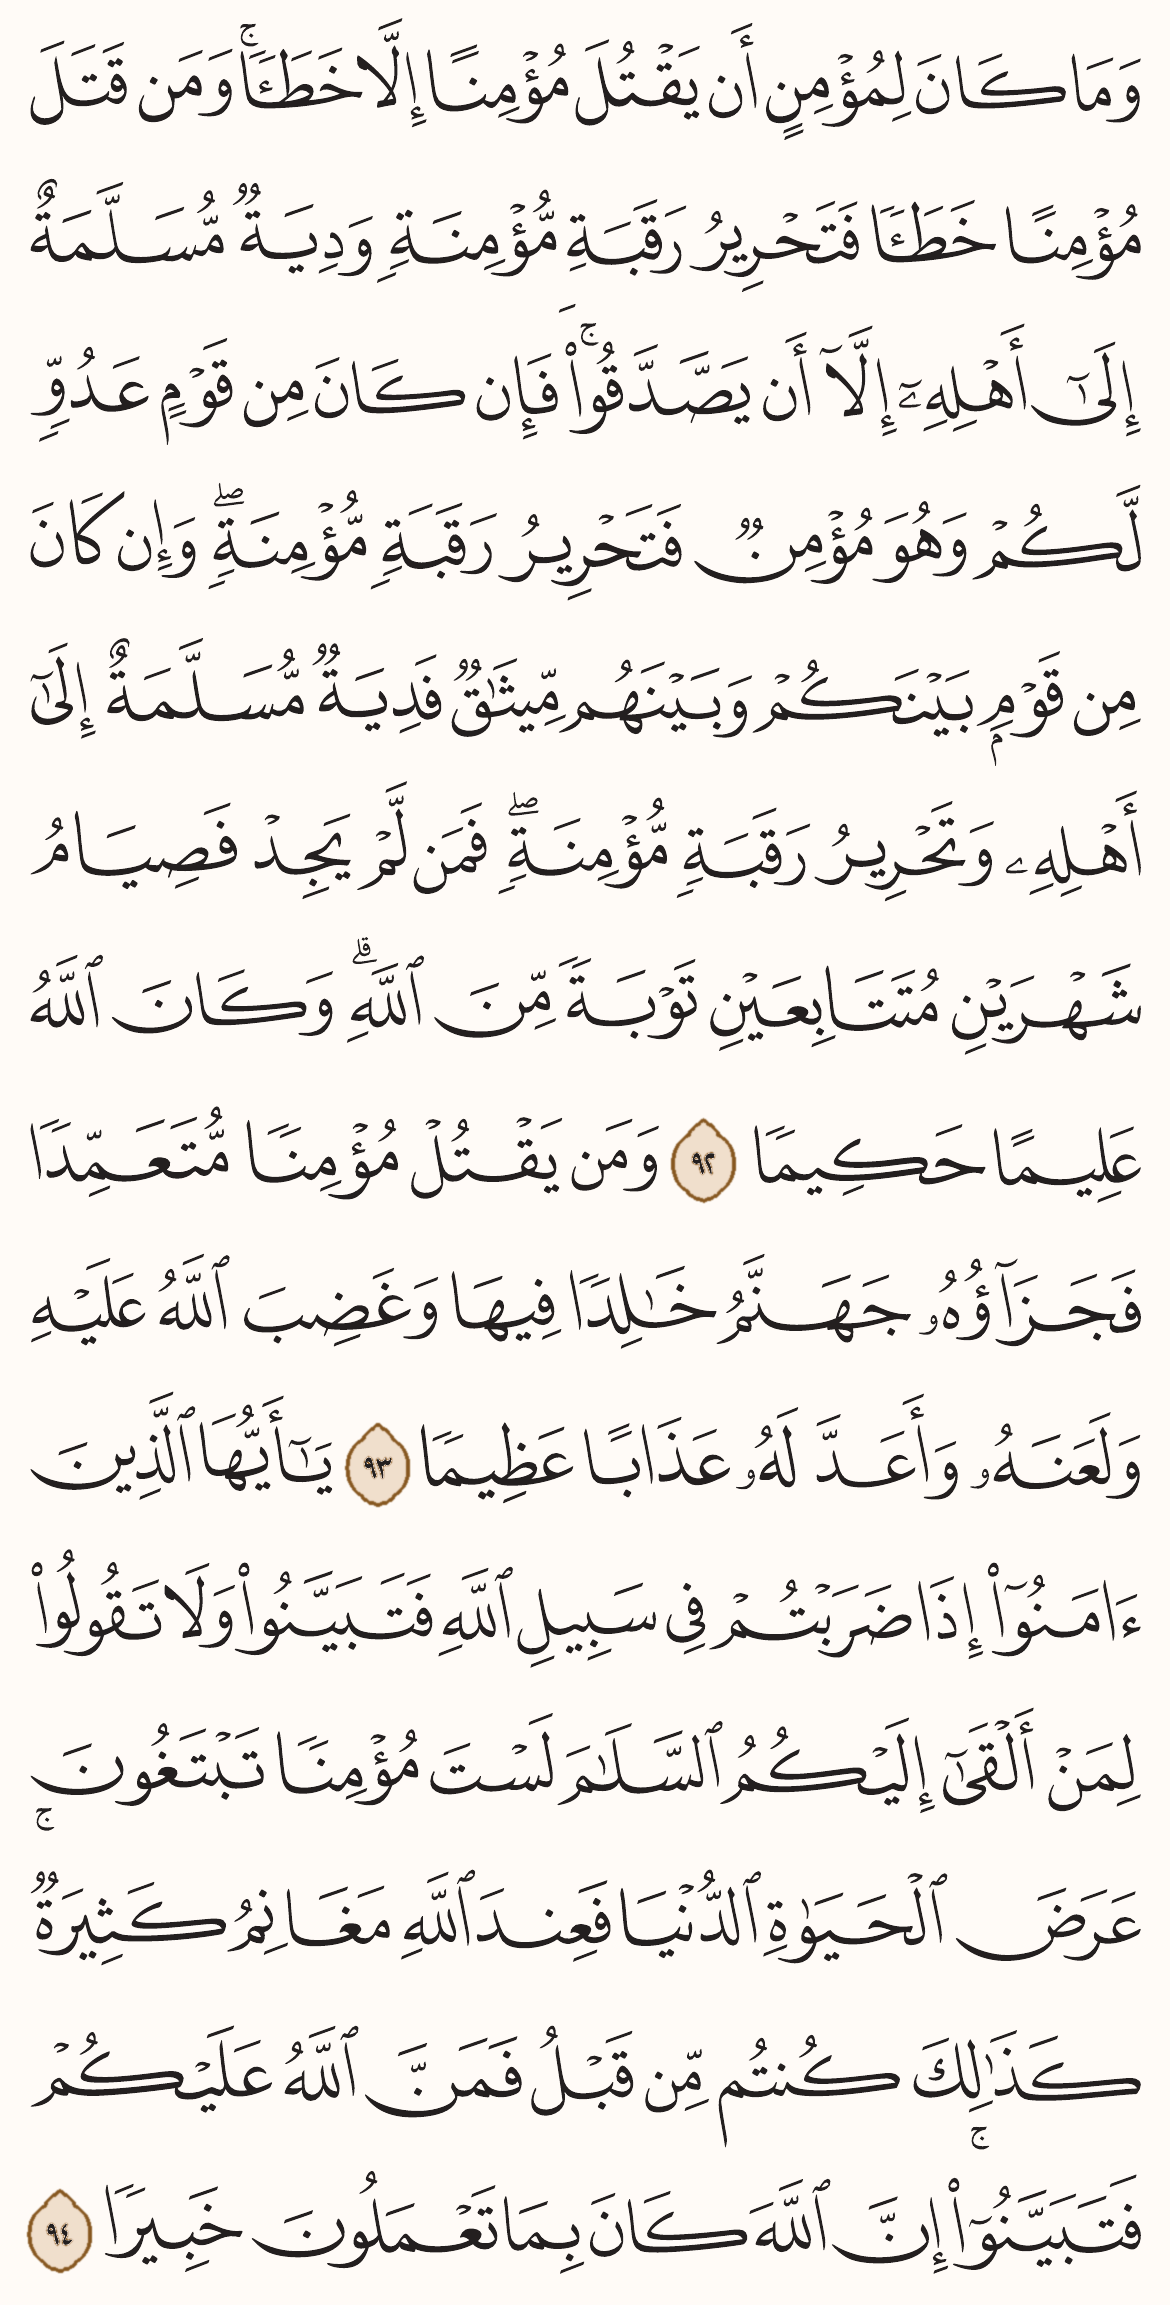 وَمَا كَانَ لِمُؤْمِنٍ أَن يَقْتُلَ مُؤْمِنًا إِلَّا خَطَـًٔا ۚ وَمَن قَتَلَ
مُؤْمِنًا خَطَـًٔا فَتَحْرِيرُ رَقَبَةٍ مُّؤْمِنَةٍ وَدِيَةٌ مُّسَلَّمَةٌ
إِلَىٰٓ أَهْلِهِۦٓ إِلَّآ أَن يَصَّدَّقُوا۟ ۚ فَإِن كَانَ مِن قَوْمٍ عَدُوٍّ
لَّكُمْ وَهُوَ مُؤْمِنٌ فَتَحْرِيرُ رَقَبَةٍ مُّؤْمِنَةٍ ۖ وَإِن كَانَ
مِن قَوْمٍۭ بَيْنَكُمْ وَبَيْنَهُم مِّيثَـٰقٌ فَدِيَةٌ مُّسَلَّمَةٌ إِلَىٰٓ
أَهْلِهِۦ وَتَحْرِيرُ رَقَبَةٍ مُّؤْمِنَةٍ ۖ فَمَن لَّمْ يَجِدْ فَصِيَامُ
شَهْرَيْنِ مُتَتَابِعَيْنِ تَوْبَةً مِّنَ ٱللَّهِ ۗ وَكَانَ ٱللَّهُ
عَلِيمًا حَكِيمًا ٩٢ وَمَن يَقْتُلْ مُؤْمِنًا مُّتَعَمِّدًا
فَجَزَآؤُهُۥ جَهَنَّمُ خَـٰلِدًا فِيهَا وَغَضِبَ ٱللَّهُ عَلَيْهِ
وَلَعَنَهُۥ وَأَعَدَّ لَهُۥ عَذَابًا عَظِيمًا ٩٣ يَـٰٓأَيُّهَا ٱلَّذِينَ
ءَامَنُوٓا۟ إِذَا ضَرَبْتُمْ فِى سَبِيلِ ٱللَّهِ فَتَبَيَّنُوا۟ وَلَا تَقُولُوا۟
لِمَنْ أَلْقَىٰٓ إِلَيْكُمُ ٱلسَّلَـٰمَ لَسْتَ مُؤْمِنًا تَبْتَغُونَ
عَرَضَ ٱلْحَيَوٰةِ ٱلدُّنْيَا فَعِندَ ٱللَّهِ مَغَانِمُ كَثِيرَةٌ ۚ
كَذَٰلِكَ كُنتُم مِّن قَبْلُ فَمَنَّ ٱللَّهُ عَلَيْكُمْ
فَتَبَيَّنُوٓا۟ ۚ إِنَّ ٱللَّهَ كَانَ بِمَا تَعْمَلُونَ خَبِيرًا ٩٤